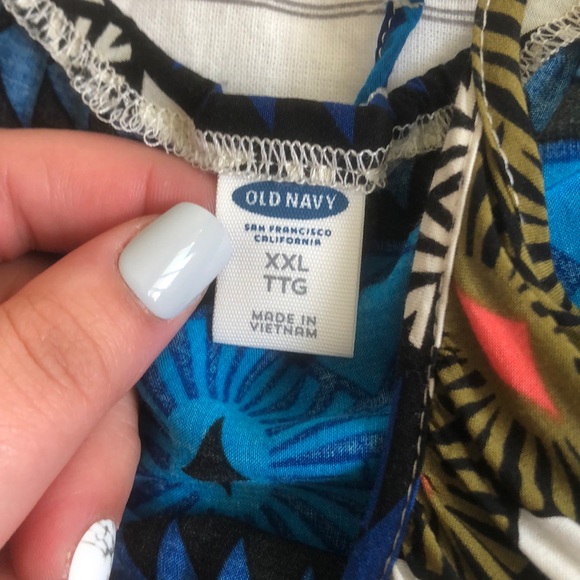 OLD NAVY
SAN FRANCISCO
CALIFORNIA
XXL
TTG
MADE IN
VIETNAM